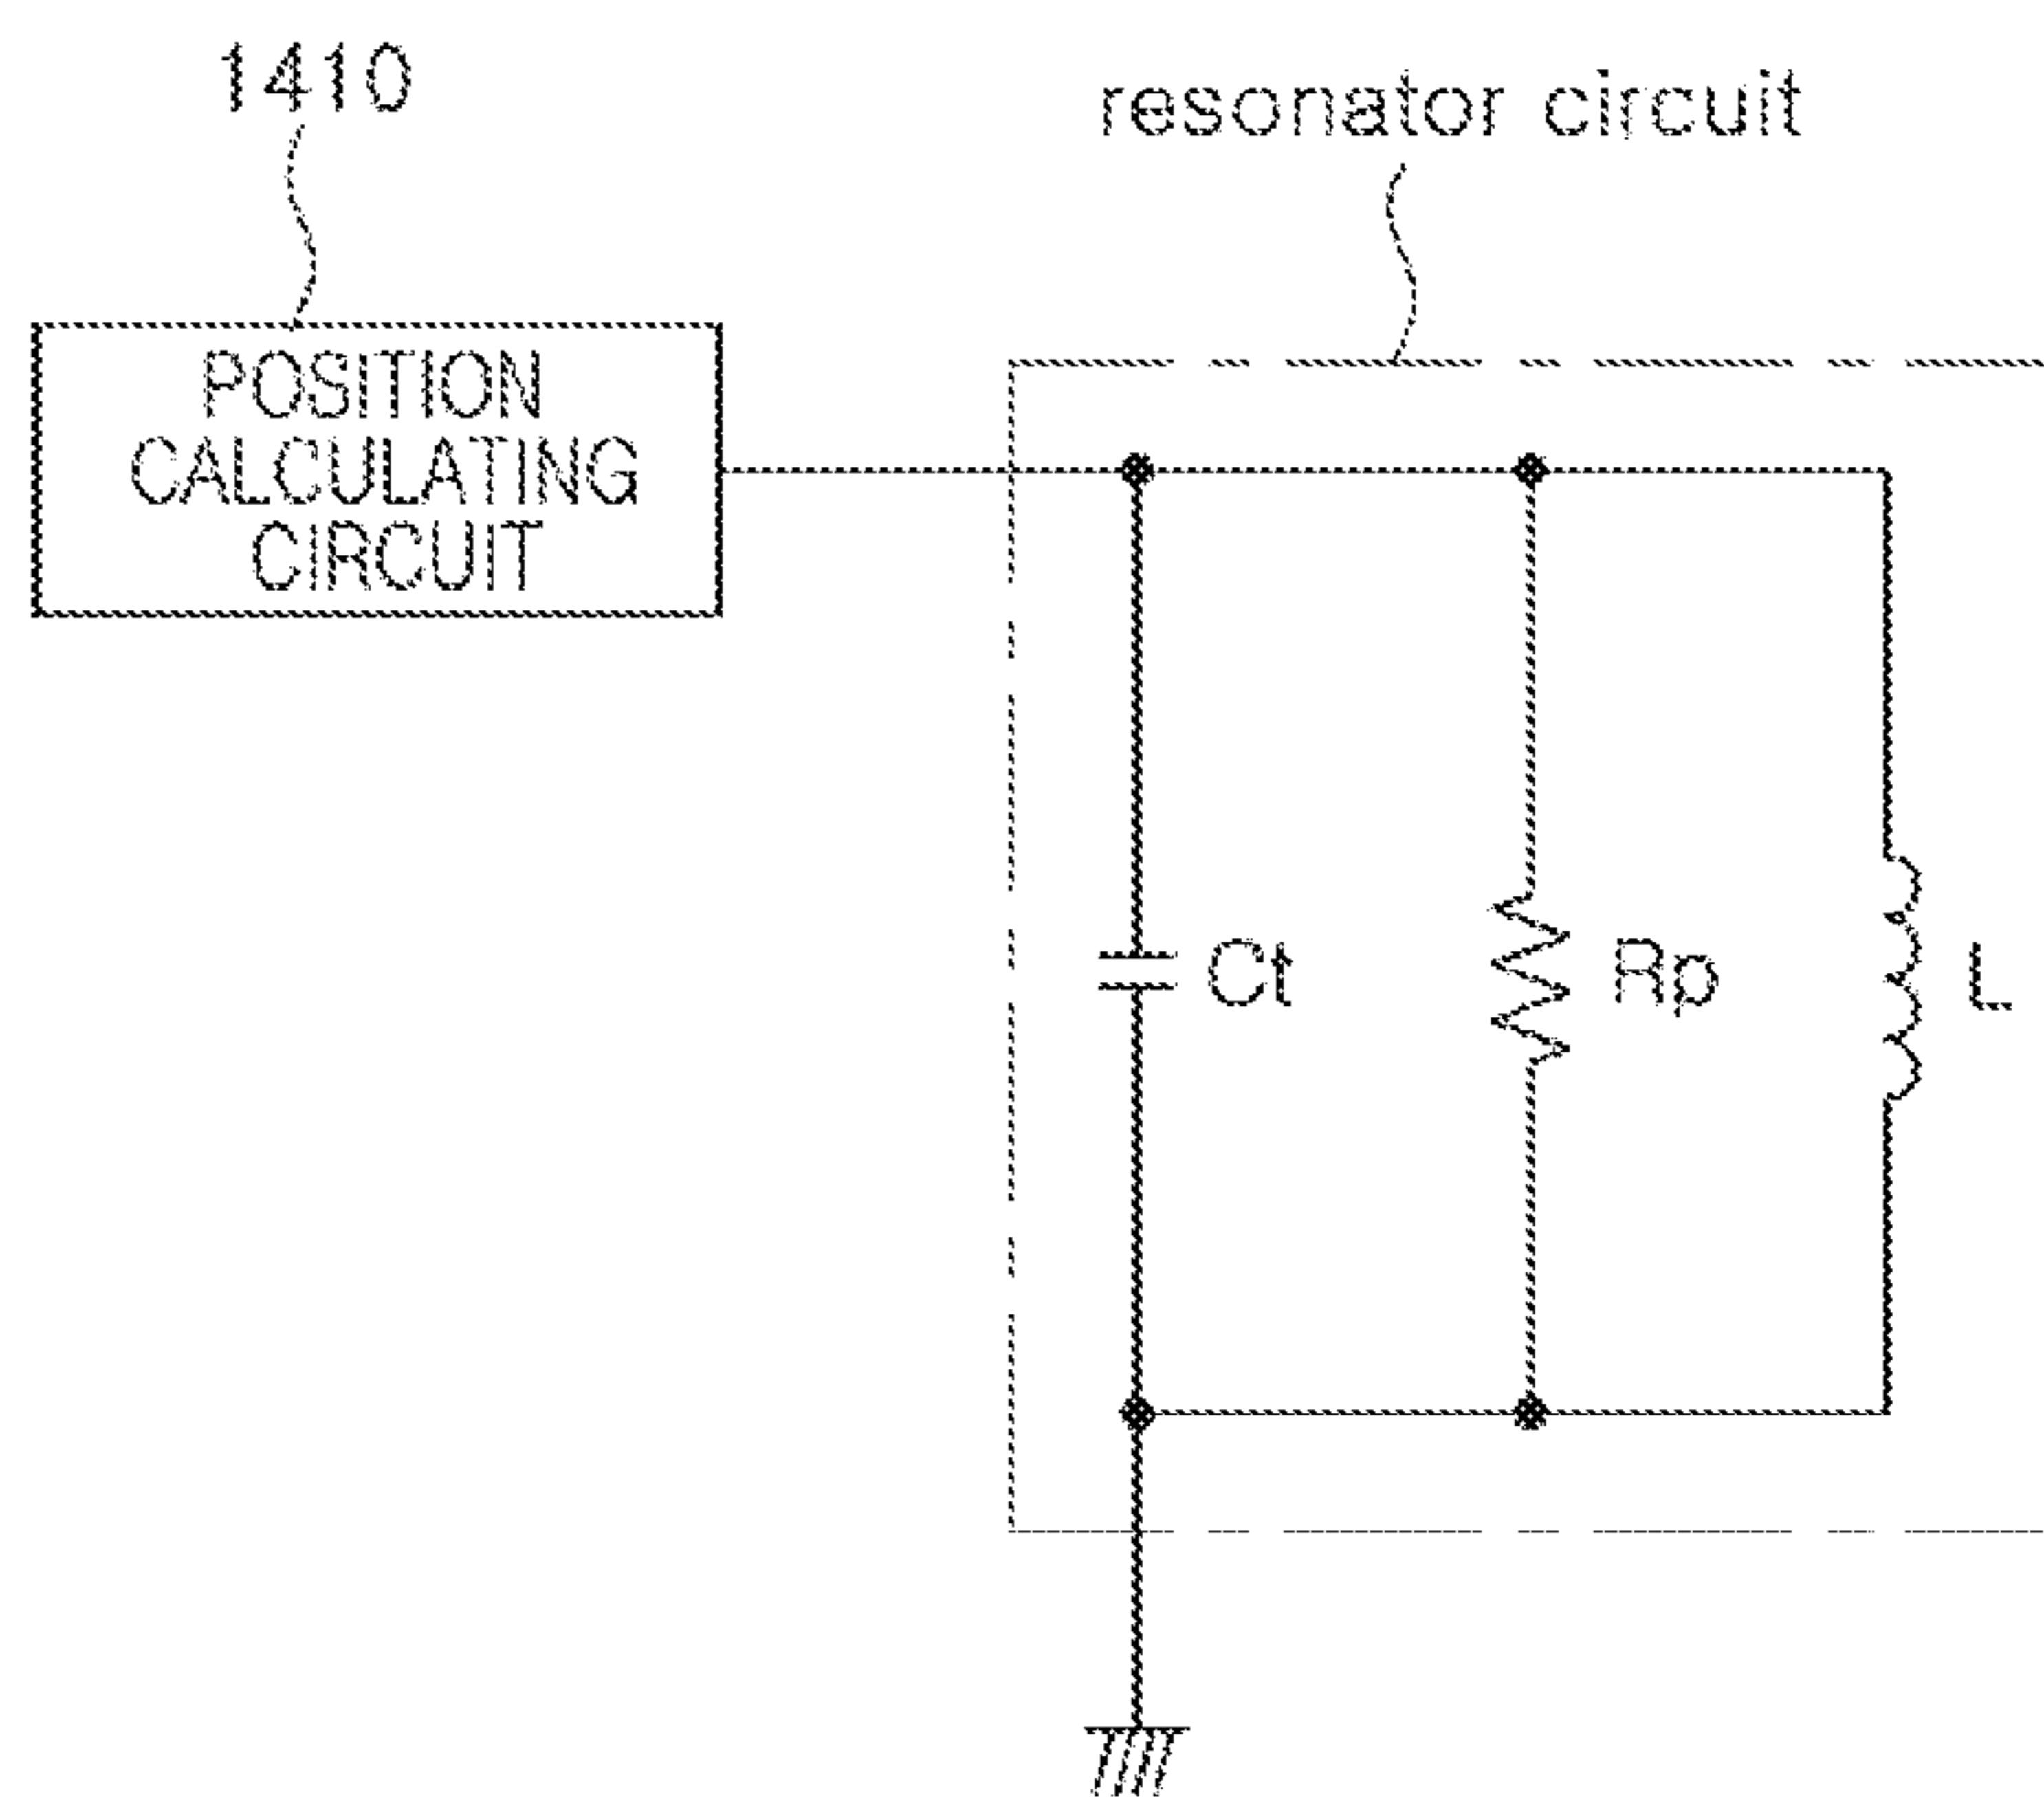 1410
resonator circuit
POSITION
CALCULATING
CIRCUIT
Ct
Rp
L